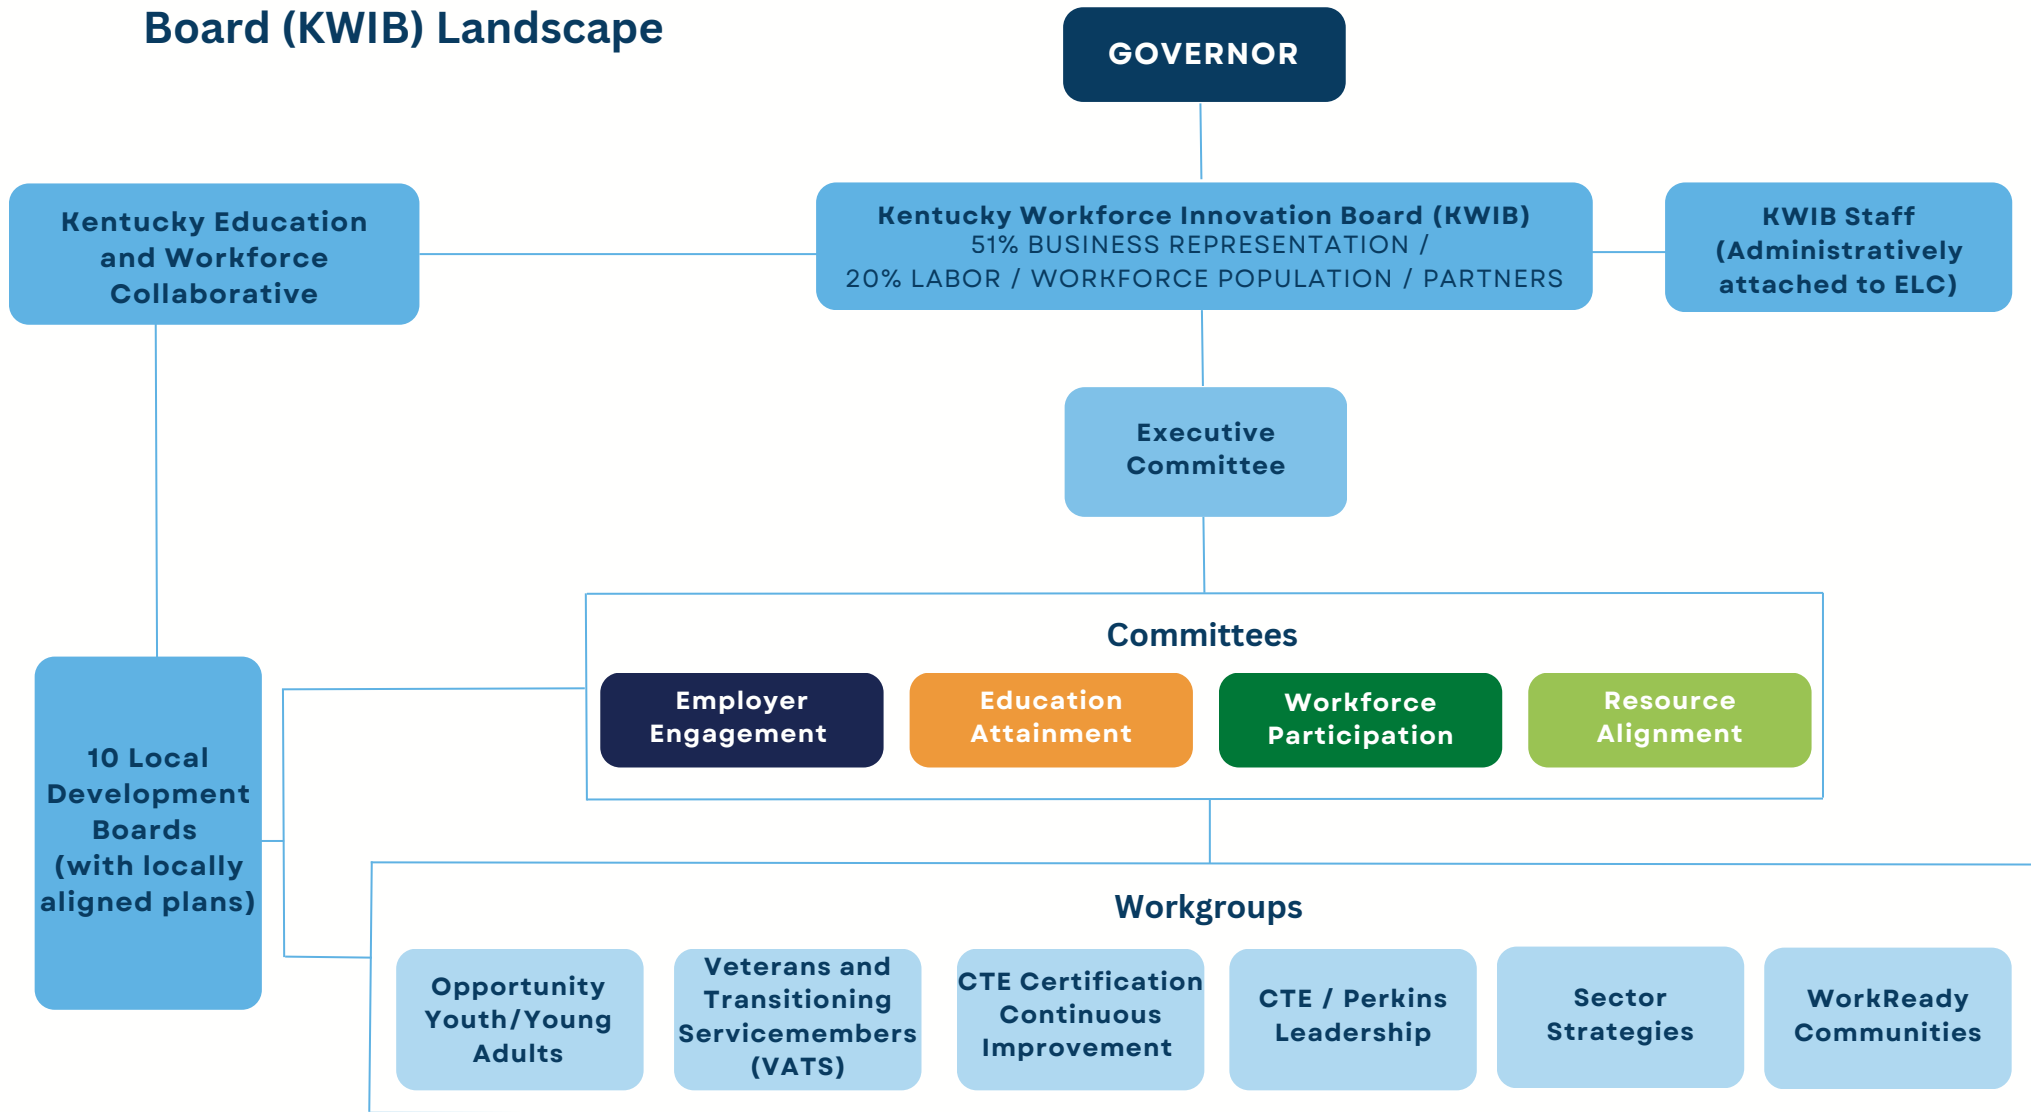 Board (KWIB) Landscape
GOVERNOR
Kentucky Education
and Workforce
Collaborative
Kentucky Workforce Innovation Board (KWIB)
51% BUSINESS REPRESENTATION /
20% LABOR / WORKFORCE POPULATION / PARTNERS
KWIB Staff
(Administratively
attached to ELC)
Executive
Committee
Committees
Employer
Engagement
Education
Attainment
Workforce
Participation
Resource
Alignment
10 Local
Development
Boards
(with locally
aligned plans)
Workgroups
Opportunity
Youth/Young
Adults
Veterans and
Transitioning
Servicemembers
(VATS)
CTE Certification
Continuous
Improvement
CTE / Perkins
Leadership
Sector
Strategies
WorkReady
Communities